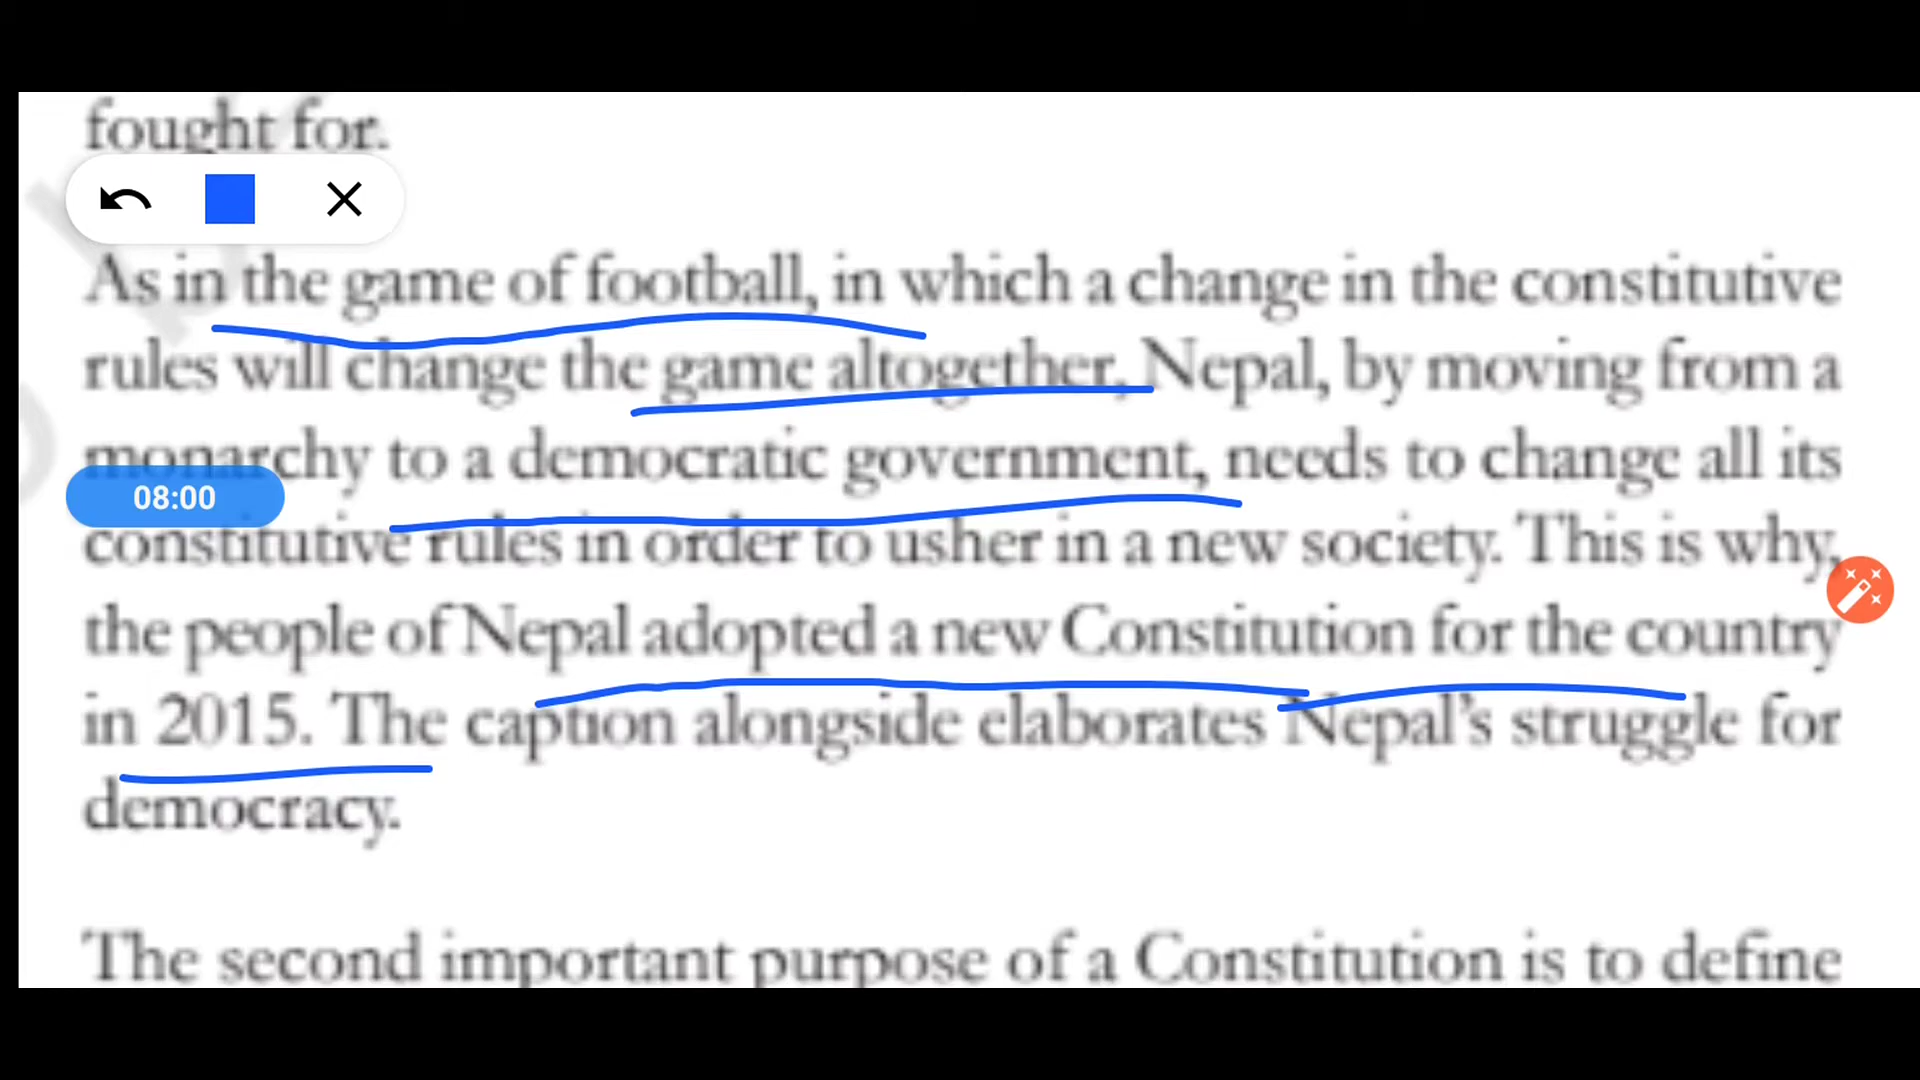 fought for.
As in the game of football, in which a change in the constitutive
rules will change the game altogether, Nepal, by moving from a
monarchy to a democratic government, needs to change all its
08:00
constitutive rules in order to usher in a new society. This is why,
the people of Nepal adopted a new Constitution for the country
in 2015. The caption alongside elaborates Nepal's struggle for
democracy.
The second important purpose of a Constitution is to define